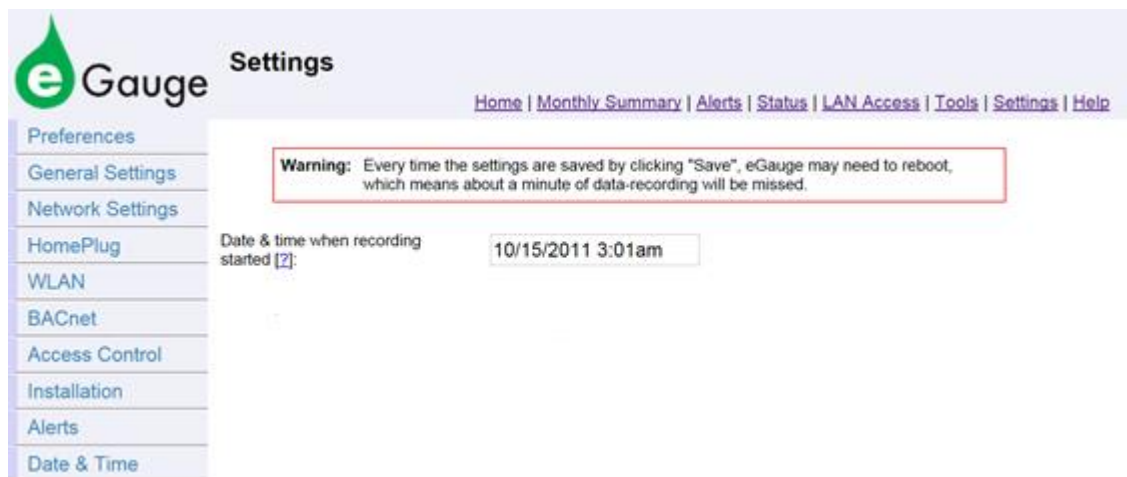 e Gauge
Settings
Home | Monthly Summary | Alerts | Status | LAN Access | Tools | Settings | Help
Preferences
General Settings
Network Settings
HomePlug
WLAN
BACnet
Access Control
Installation
Alerts
Date & Time
Warning: Every time the settings are saved by clicking "Save", eGauge may need to reboot,
which means about a minute of data-recording will be missed.
Date & time when recording
started [?]:
10/15/2011 3:01am